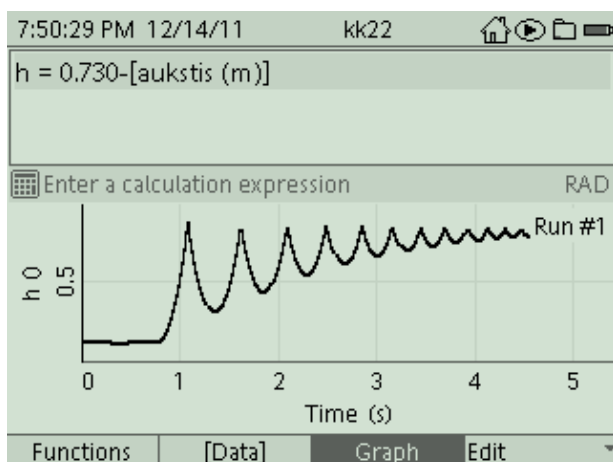 7:50:29 PM 12/14/11 kk22
h = 0.730-[aukstis (m)]
Enter a calculation expression RAD
Run #1
h 0
0.5
0 1 2 3 4 5
Time (s)
Functions [Data] Graph Edit